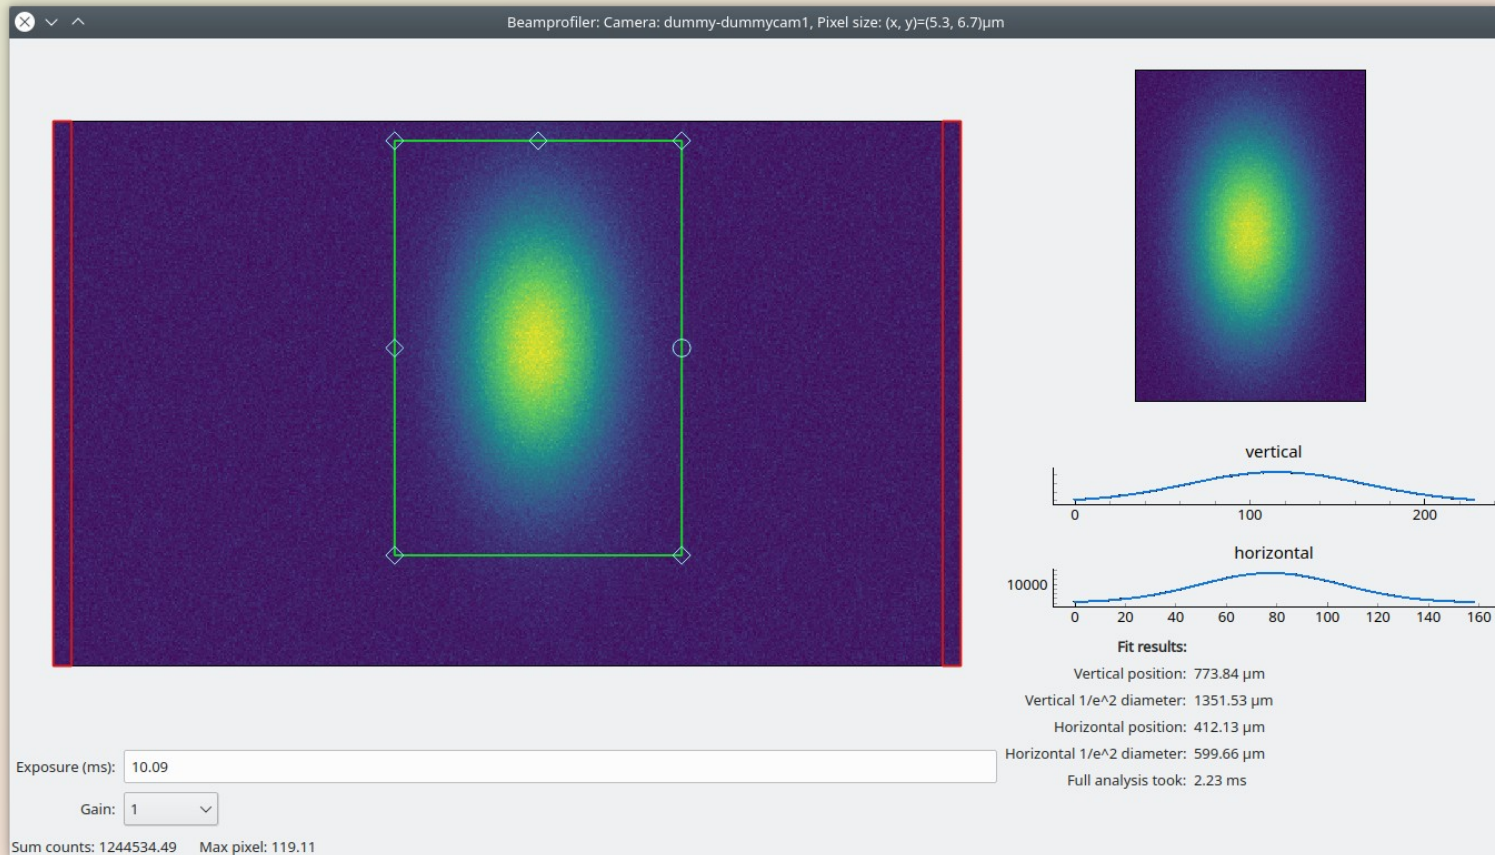 Beamprofiler: Camera: dummy-dummycam1, Pixel size: (x, y)=(5.3, 6.7)µm
vertical
0 100 200
horizontal
10000
0 20 40 60 80 100 120 140 160
Fit results:
Vertical position: 773.84 µm
Vertical 1/e^2 diameter: 1351.53 µm
Horizontal position: 412.13 µm
Horizontal 1/e^2 diameter: 599.66 µm
Full analysis took: 2.23 ms
Exposure (ms): 10.09
Gain: 1
Sum counts: 1244534.49 Max pixel: 119.11